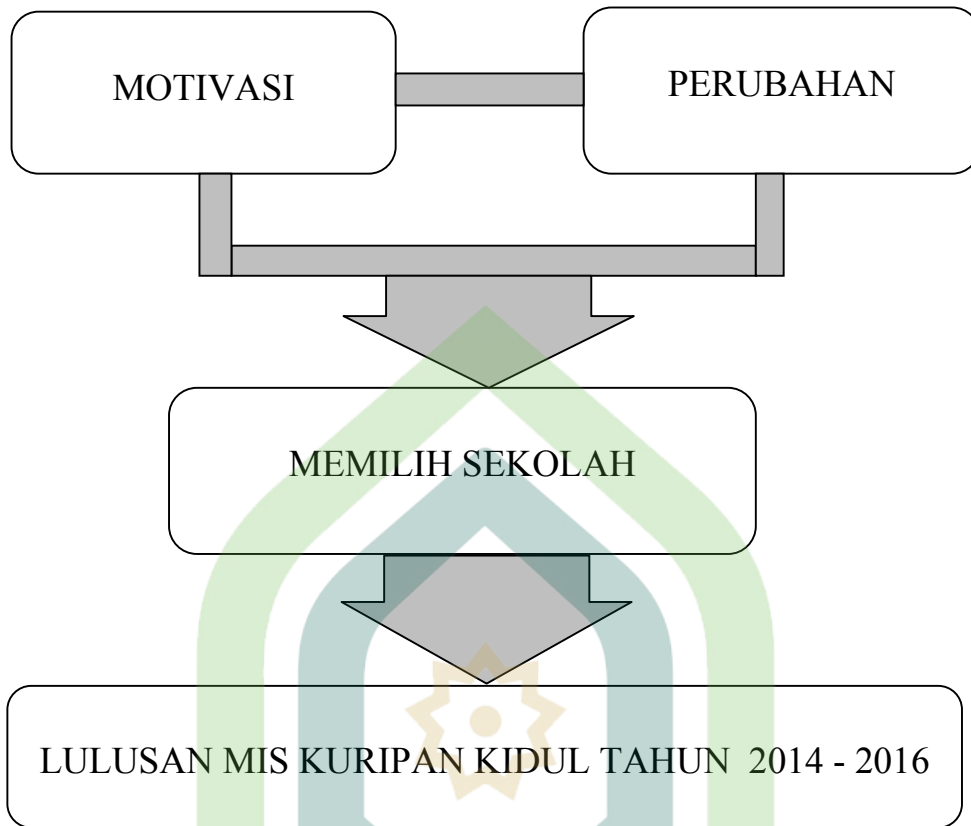 MOTIVASI
PERUBAHAN
MEMILIH SEKOLAH
LULUSAN MIS KURIPAN KIDUL TAHUN 2014 - 2016